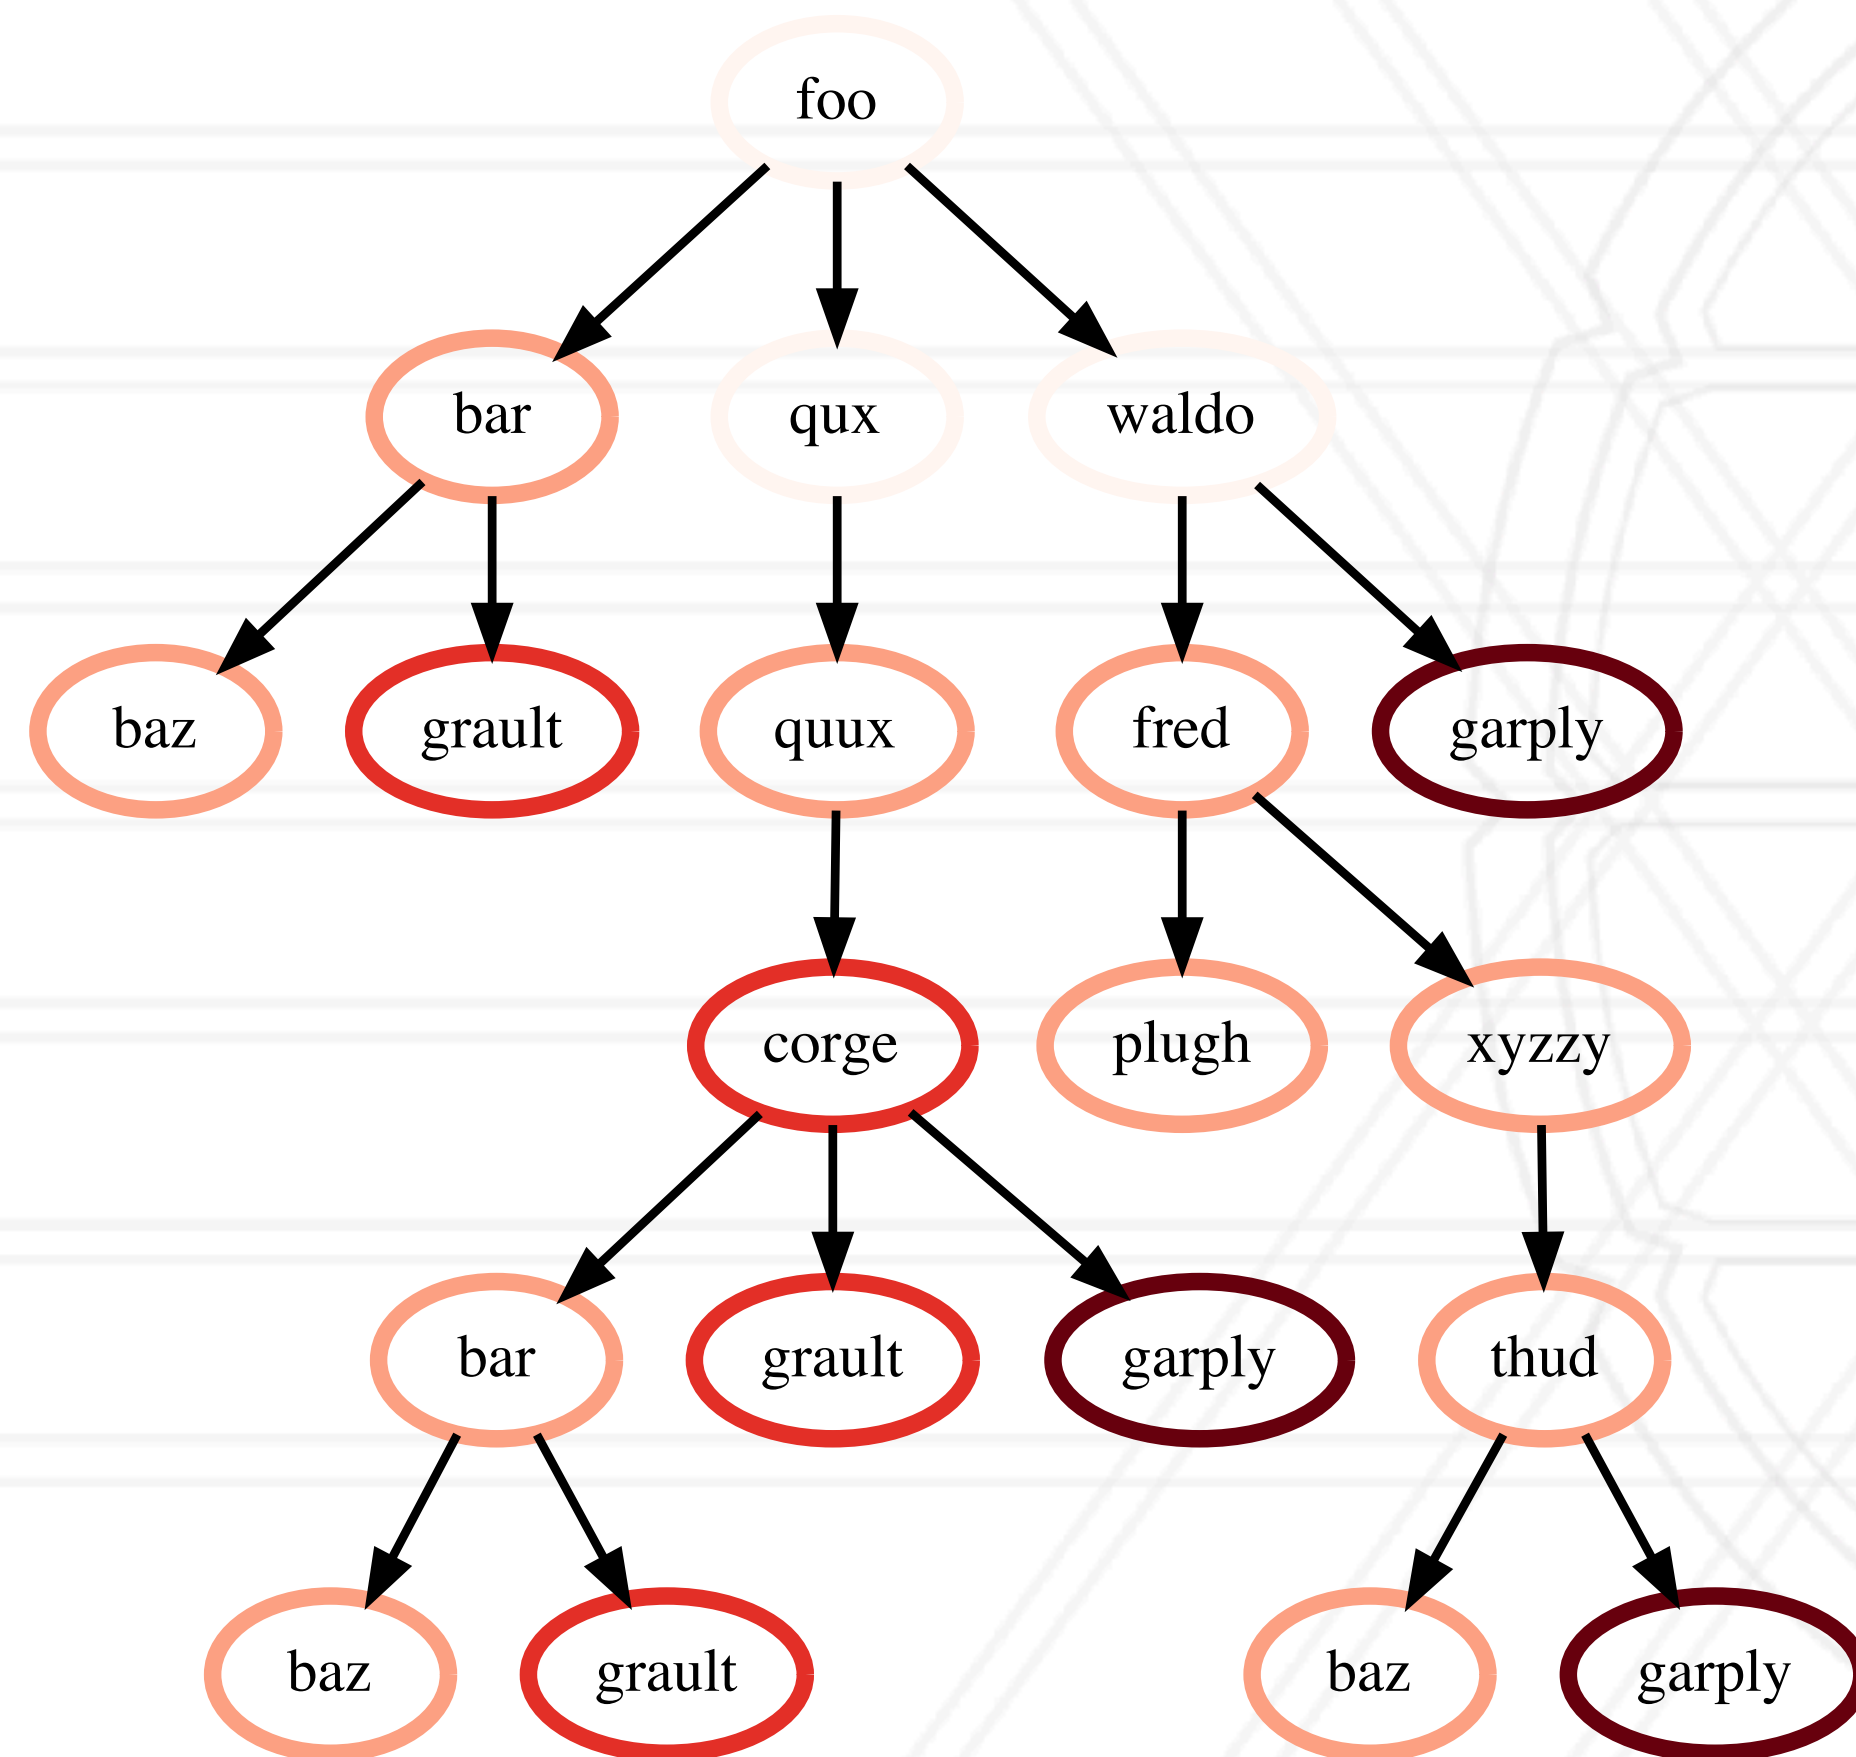 foo
bar
qux
waldo
baz
grault
quux
fred
garply
corge
plugh
xyzzy
bar
grault
garply
thud
baz
grault
baz
garply